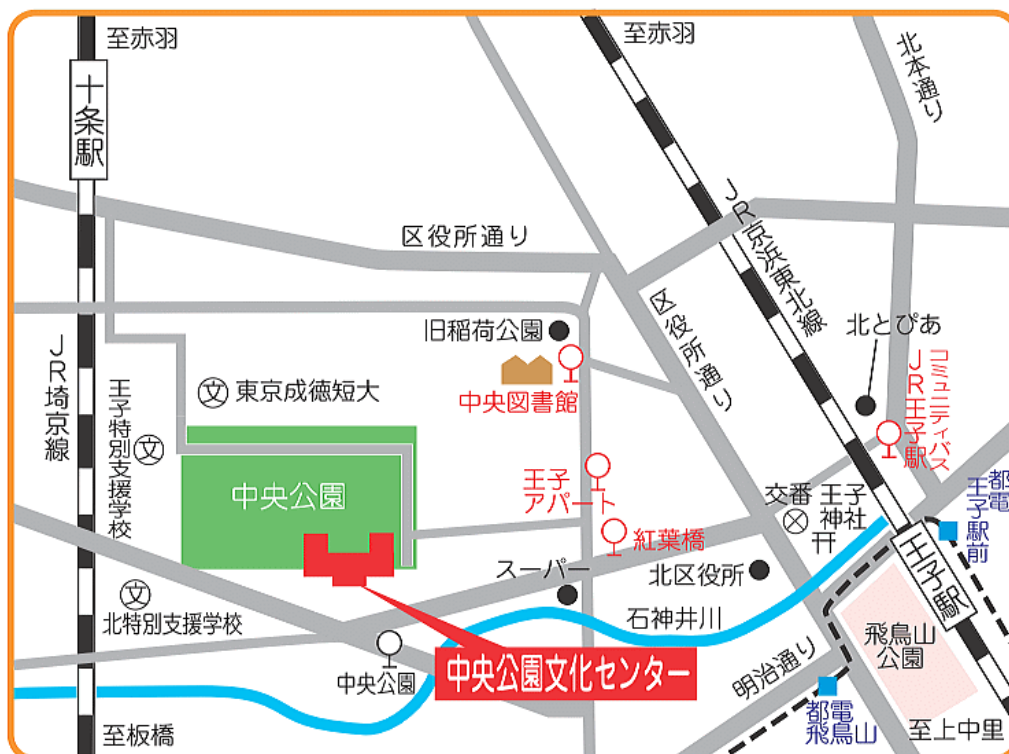 至赤羽
至赤羽
北本通り
十条駅
JR京浜東北線
区役所通り
区役所通り
旧稲荷公園
北とぴあ
JR埼京線
王子特別支援学校
東京成徳短大
文
文
中央図書館
コミュニティバス
JR王子駅
中央公園
王子
アパート
交番
王子
神社
都電
王子駅前
紅葉橋
スーパー
北区役所
王子駅
文
北特別支援学校
石神井川
飛鳥山
公園
中央公園
中央公園文化センター
明治通り
都電
飛鳥山
至板橋
至上中里